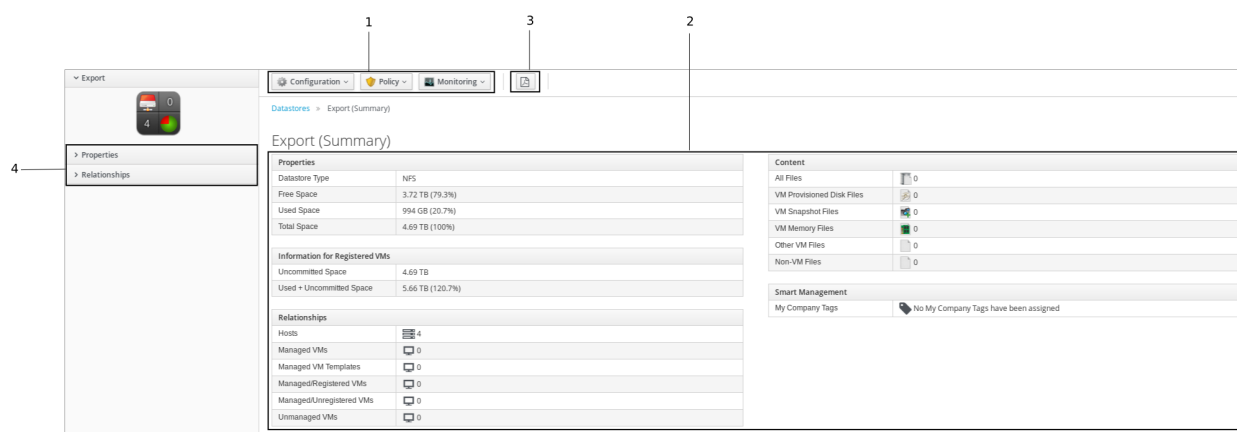 1
3
2
Export
Configuration
Policy
Monitoring
0
4
Datastores > Export (Summary)
Export (Summary)
4
> Properties
> Relationships
Properties
Datastore Type NFS
Free Space 3.72 TB (79.3%)
Used Space 994 GB (20.7%)
Total Space 4.69 TB (100%)
Information for Registered VMs
Uncommitted Space 4.69 TB
Used + Uncommitted Space 5.66 TB (120.7%)
Relationships
Hosts 4
Managed VMs 0
Managed VM Templates 0
Managed/Registered VMs 0
Managed/Unregistered VMs 0
Unmanaged VMs 0
Content
All Files 0
VM Provisioned Disk Files 0
VM Snapshot Files 0
VM Memory Files 0
Other VM Files 0
Non-VM Files 0
Smart Management
My Company Tags No My Company Tags have been assigned